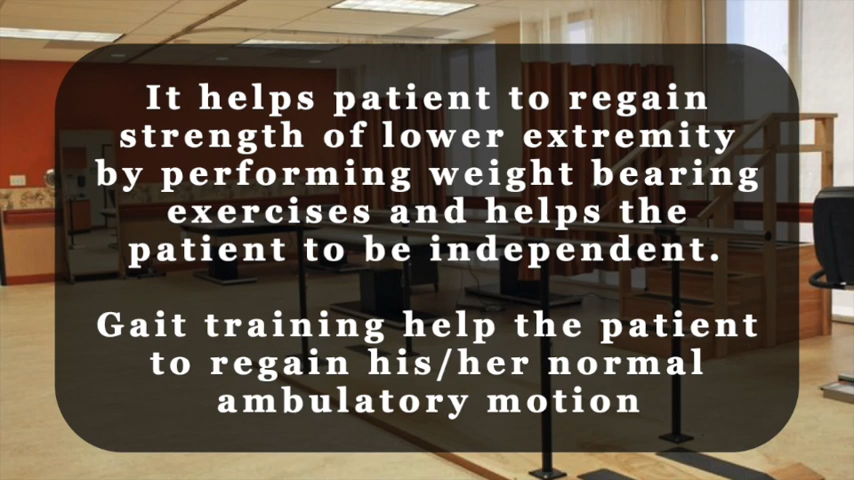 It helps patient to regain
strength of lower extremity
by performing weight bearing
exercises and helps the
patient to be independent.
Gait training help the patient
to regain his/her normal
ambulatory motion